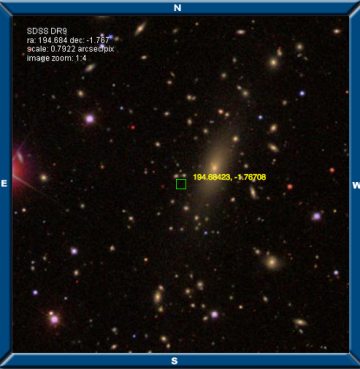 N
SDSS DR9
ra: 194.684 dec: -1.767
scale: 0.7922 arcsec/pix
image zoom: 1:4
194.68423, -1.76708
E
W
S